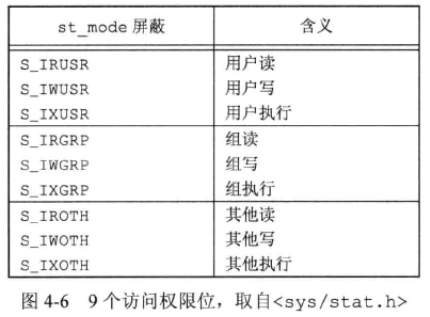 st_mode 屏蔽 含义
S_IRUSR 用户读
S_IWUSR 用户写
S_IXUSR 用户执行
S_IRGRP 组读
S_IWGRP 组写
S_IXGRP 组执行
S_IROTH 其他读
S_IWOTH 其他写
S_IXOTH 其他执行
图 4-6 9 个访问权限位，取自<sys/stat.h>